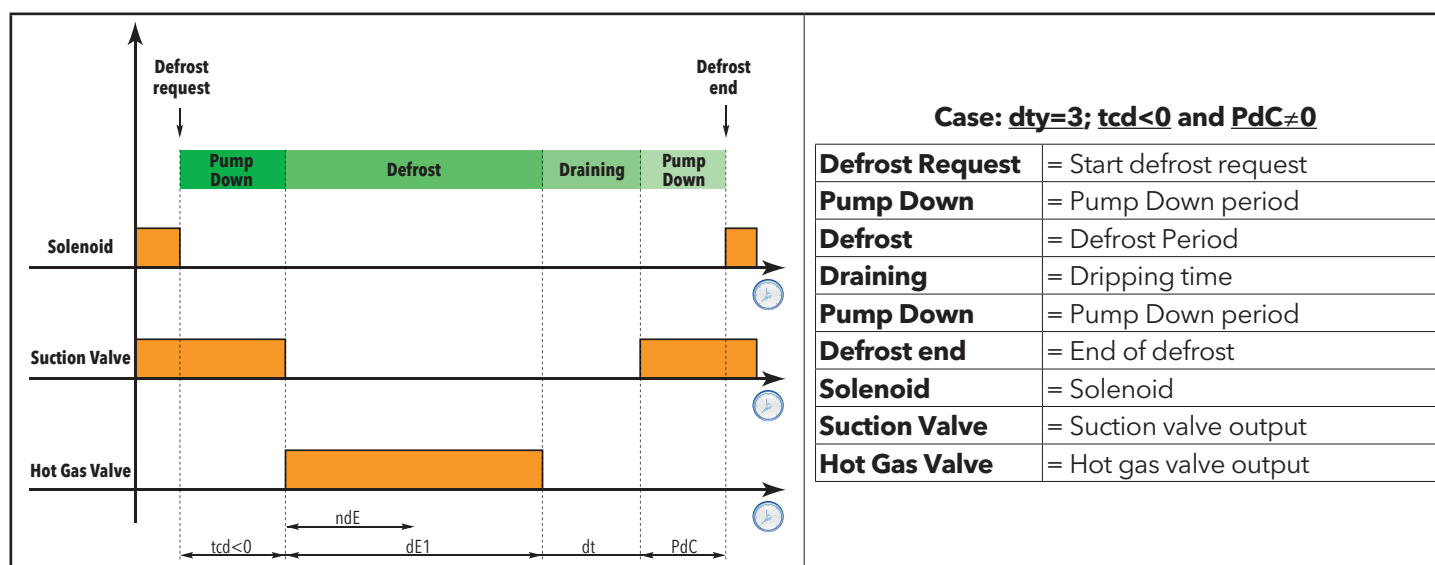 Defrost
request
Defrost
end
Pump
Down
Defrost
Draining
Pump
Down
Solenoid
Suction Valve
Hot Gas Valve
ndE
tcd<0
dE1
dt
PdC
Case: dty=3; tcd<0 and PdC≠0
Defrost Request = Start defrost request
Pump Down = Pump Down period
Defrost = Defrost Period
Draining = Dripping time
Pump Down = Pump Down period
Defrost end = End of defrost
Solenoid = Solenoid
Suction Valve = Suction valve output
Hot Gas Valve = Hot gas valve output